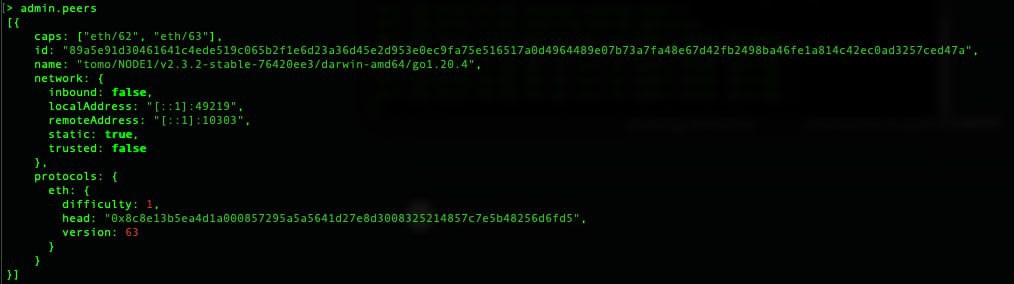 [> admin.peers
[{
caps: ["eth/62", "eth/63"],
id: "89a5e91d30461641c4ede519c065b2f1e6d23a36d45e2d953e0ec9fa75e516517a0d4964489e07b73a7fa48e67d42fb2498ba46fe1a814c42ec0ad3257ced47a",
name: "tomo/NODE1/v2.3.2-stable-76420ee3/darwin-amd64/go1.20.4",
network: {
inbound: false,
localAddress: "[::1]:49219",
remoteAddress: "[::1]:10303",
static: true,
trusted: false
},
protocols: {
eth: {
difficulty: 1,
head: "0x8c8e13b5ea4d1a000857295a5a5641d27e8d3008325214857c7e5b48256d6fd5",
version: 63
}
}
}]